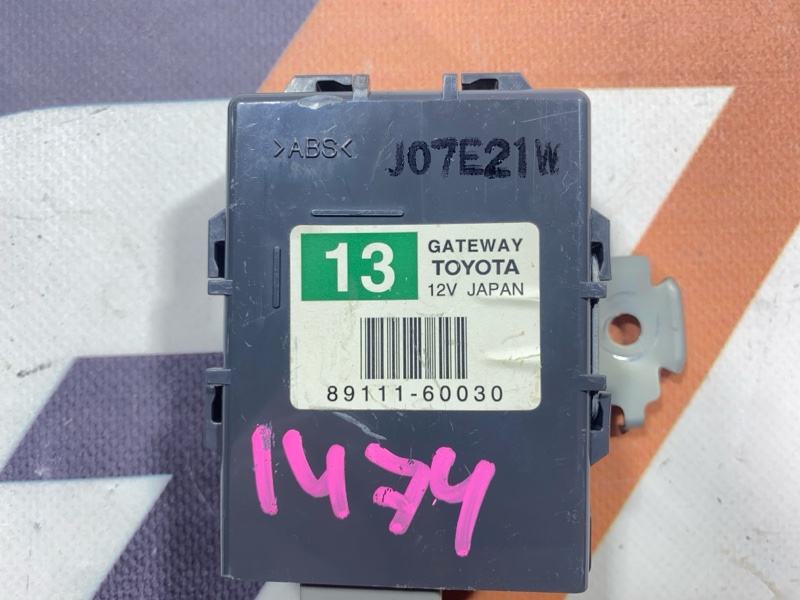 >ABS<
J07E21W
13
GATEWAY
TOYOTA
12V JAPAN
89111-60030
1474